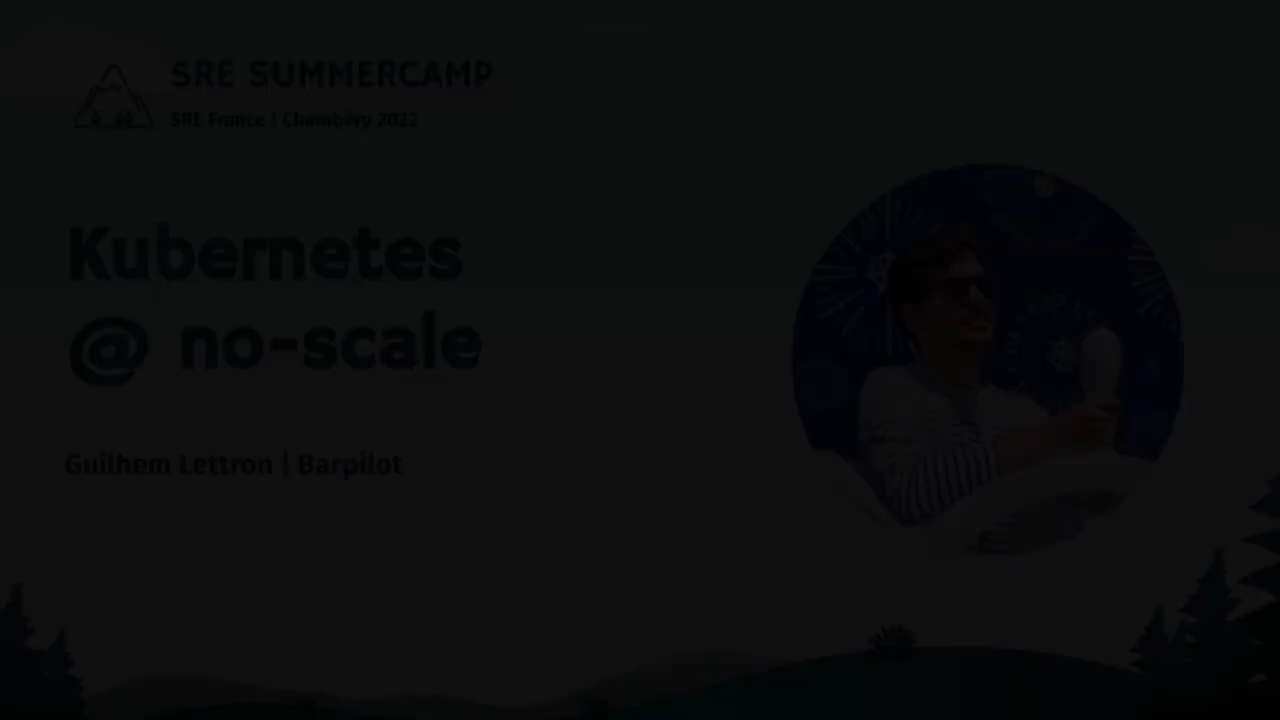 SRE SUMMERCAMP
SRE France | Chambéry 2022
Kubernetes
@ no-scale
Guilhem Lettron | Barpilot